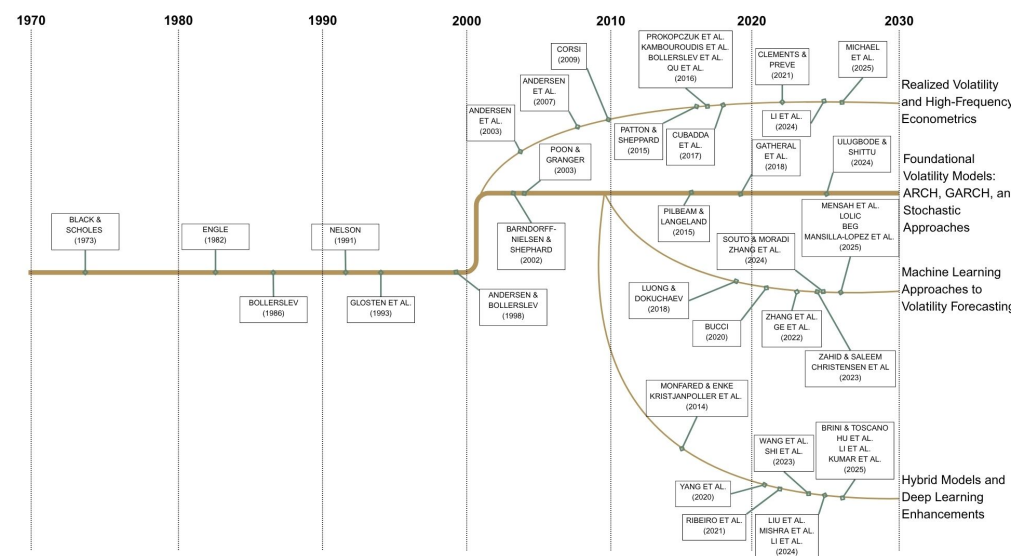 1970
1980
1990
2000
2010
2020
2030
BLACK &
SCHOLES
(1973)
ENGLE
(1982)
BOLLERSLEV
(1986)
NELSON
(1991)
GLOSTEN ET AL.
(1993)
ANDERSEN &
BOLLERSLEV
(1998)
ANDERSEN
ET AL.
(2003)
ANDERSEN
ET AL.
(2007)
CORSI
(2009)
PATTON &
SHEPPARD
(2015)
PROKOPCZUK ET AL.
KAMBOUROUDIS ET AL.
BOLLERSLEV ET AL.
QU ET AL.
(2016)
CUBADDA
ET AL.
(2017)
CLEMENTS &
PREVE
(2021)
LI ET AL.
(2024)
MICHAEL
ET AL.
(2025)
Realized Volatility
and High-Frequency
Econometrics
BARNDORFF-
NIELSEN &
SHEPHARD
(2002)
POON &
GRANGER
(2003)
PILBEAM &
LANGELAND
(2015)
GATHERAL
ET AL.
(2018)
ULUGBODE &
SHITTU
(2024)
Foundational
Volatility Models:
ARCH, GARCH, an
Stochastic
Approaches
LUONG &
DOKUCHAEV
(2018)
BUCCI
(2020)
ZHANG ET AL.
GE ET AL.
(2022)
SOUTO & MORADI
ZHANG ET AL.
(2024)
ZAHID & SALEEM
CHRISTENSEN ET AL
(2023)
MENSAH ET AL.
LOLIC
BEG
MANSILLA-LOPEZ ET AL.
(2025)
Machine Learning
Approaches to
Volatility Forecasting
MONFARED & ENKE
KRISTJANPOLLER ET AL.
(2014)
YANG ET AL.
(2020)
RIBEIRO ET AL.
(2021)
WANG ET AL.
SHI ET AL.
(2023)
LIU ET AL.
MISHRA ET AL.
LI ET AL.
(2024)
BRINI & TOSCANO
HU ET AL.
LI ET AL.
KUMAR ET AL.
(2025)
Hybrid Models and
Deep Learning
Enhancements